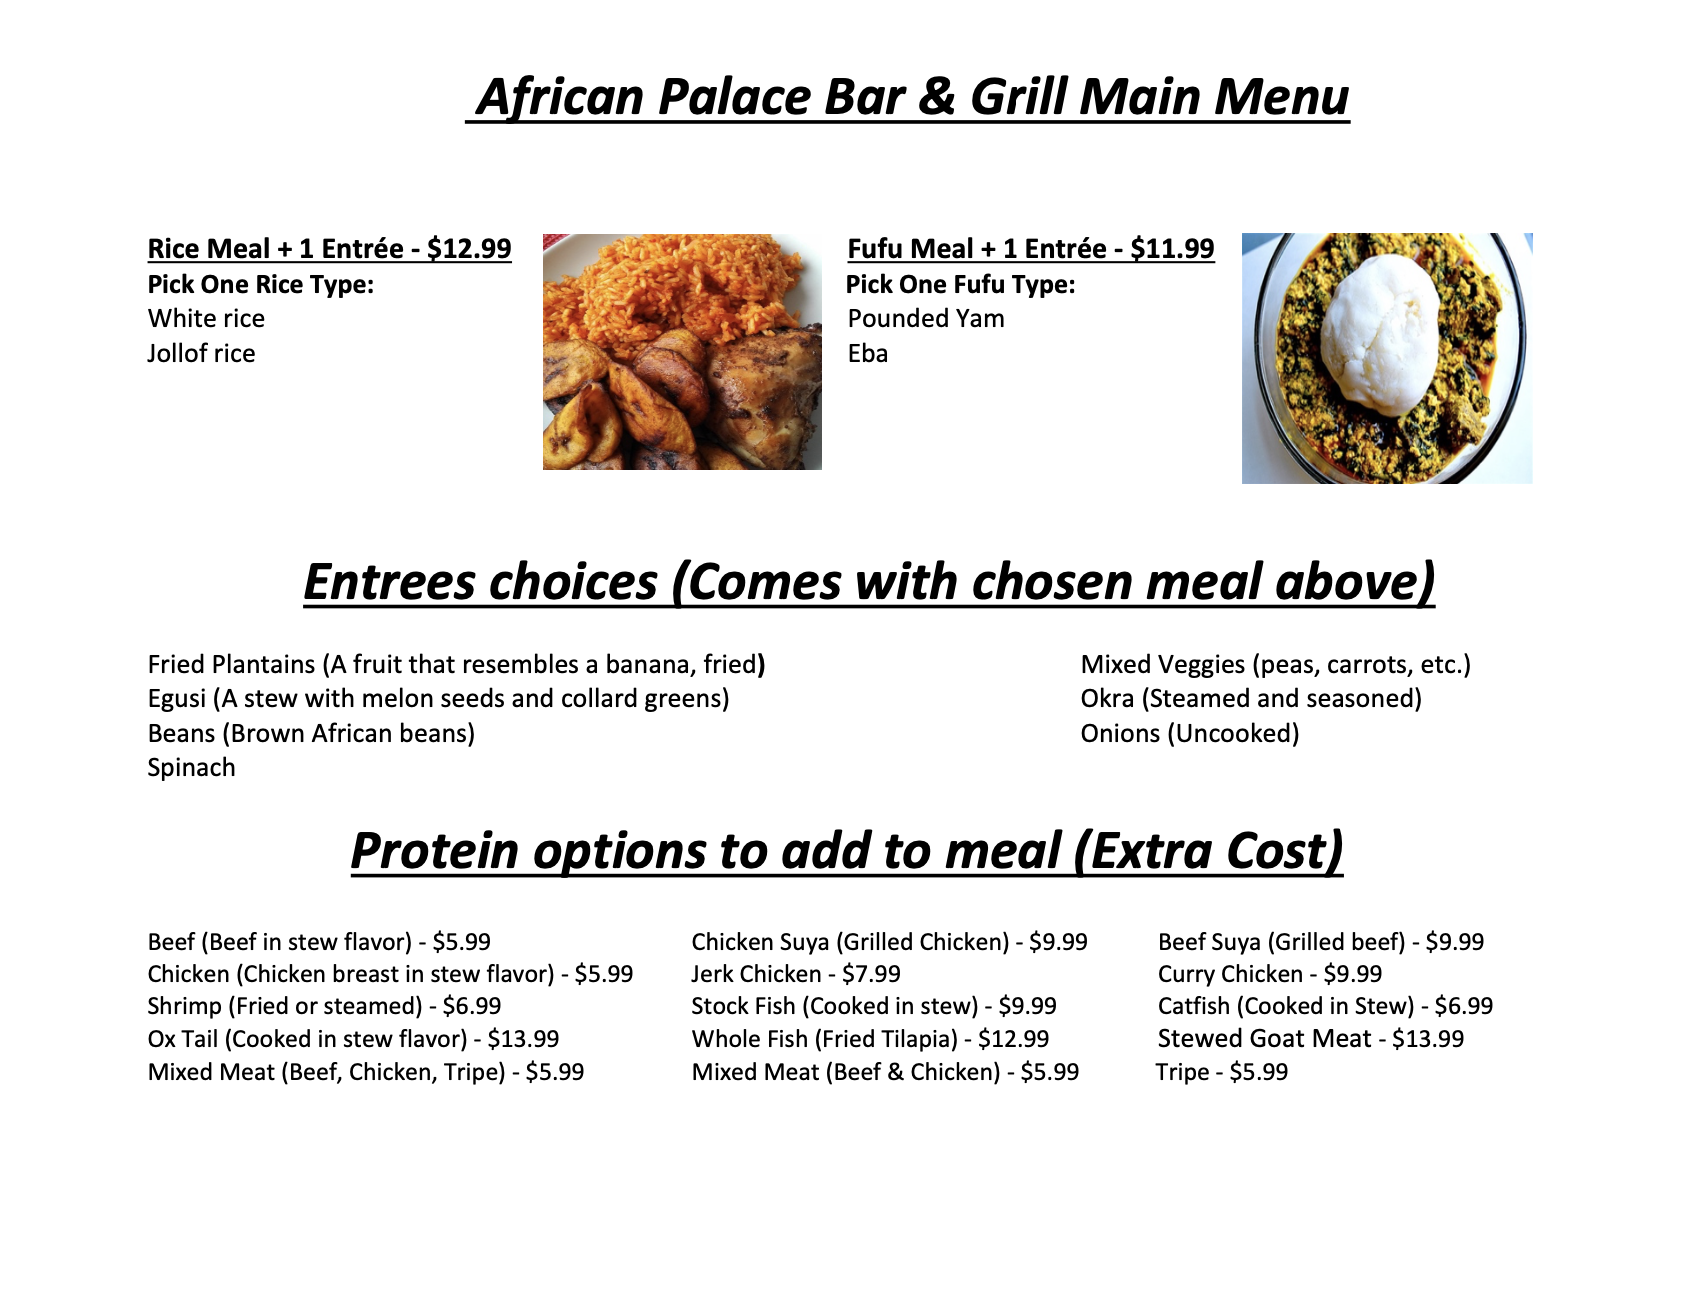 African Palace Bar & Grill Main Menu
Rice Meal + 1 Entrée - $12.99
Pick One Rice Type:
White rice
Jollof rice
Fufu Meal + 1 Entrée - $11.99
Pick One Fufu Type:
Pounded Yam
Eba
Entrees choices (Comes with chosen meal above)
Fried Plantains (A fruit that resembles a banana, fried)
Egusi (A stew with melon seeds and collard greens)
Beans (Brown African beans)
Spinach
Mixed Veggies (peas, carrots, etc.)
Okra (Steamed and seasoned)
Onions (Uncooked)
Protein options to add to meal (Extra Cost)
Beef (Beef in stew flavor) - $5.99
Chicken (Chicken breast in stew flavor) - $5.99
Shrimp (Fried or steamed) - $6.99
Ox Tail (Cooked in stew flavor) - $13.99
Mixed Meat (Beef, Chicken, Tripe) - $5.99
Chicken Suya (Grilled Chicken) - $9.99
Jerk Chicken - $7.99
Stock Fish (Cooked in stew) - $9.99
Whole Fish (Fried Tilapia) - $12.99
Mixed Meat (Beef & Chicken) - $5.99
Beef Suya (Grilled beef) - $9.99
Curry Chicken - $9.99
Catfish (Cooked in Stew) - $6.99
Stewed Goat Meat - $13.99
Tripe - $5.99